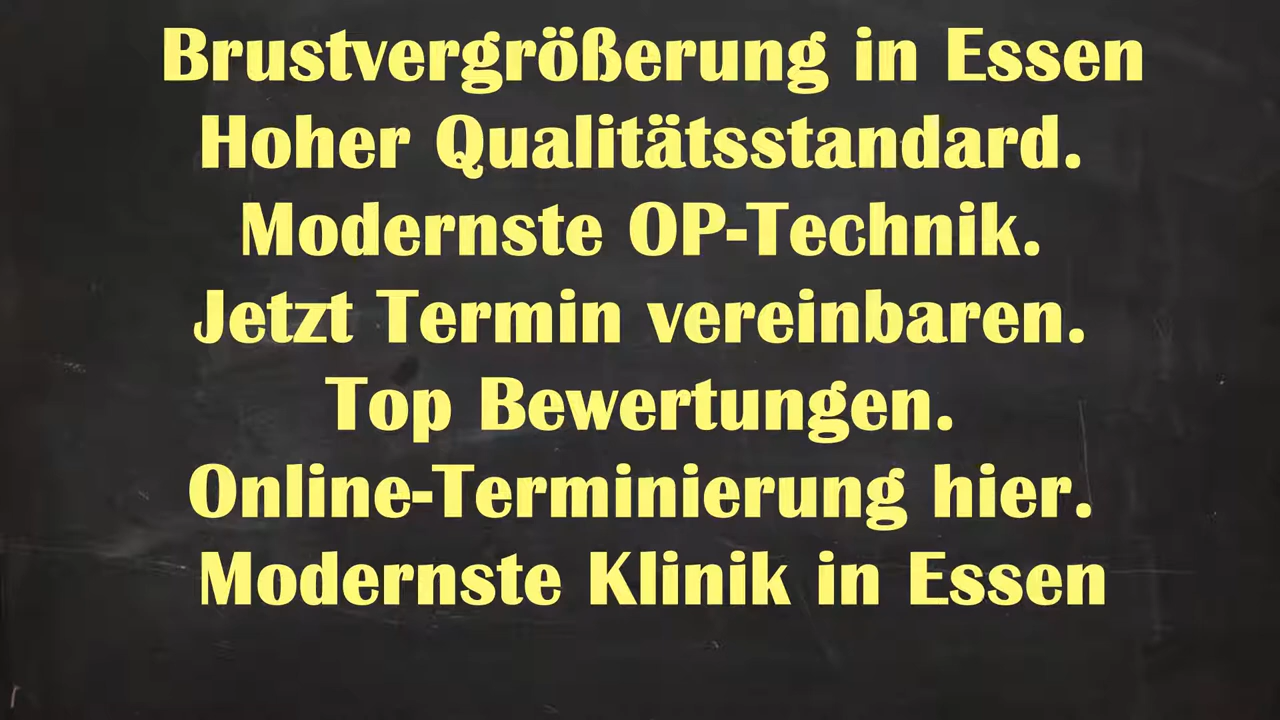 Brustvergrößerung in Essen
Hoher Qualitätsstandard.
Modernste OP-Technik.
Jetzt Termin vereinbaren.
Top Bewertungen.
Online-Terminierung hier.
Modernste Klinik in Essen